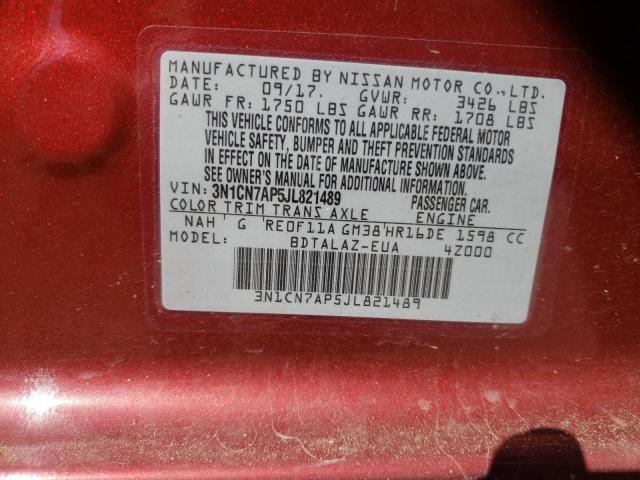 MANUFACTURED BY NISSAN MOTOR CO., LTD.
DATE: 09/17. GVWR: 3426 LBS
GAWR FR: 1750 LBS GAWR RR: 1708 LBS
THIS VEHICLE CONFORMS TO ALL APPLICABLE FEDERAL MOTOR
VEHICLE SAFETY, BUMPER AND THEFT PREVENTION STANDARDS
IN EFFECT ON THE DATE OF MANUFACTURE SHOWN ABOVE.
SEE OWNER'S MANUAL FOR ADDITIONAL INFORMATION
VIN: 3N1CN7AP5JL821489 PASSENGER CAR.
COLOR TRIM TRANS AXLE ENGINE
NAH ' G 'RE0F11A GM38'HR16DE 1598 CC
MODEL: BDTALAZ-EUA 4Z000
3N1CN7AP5JL821489